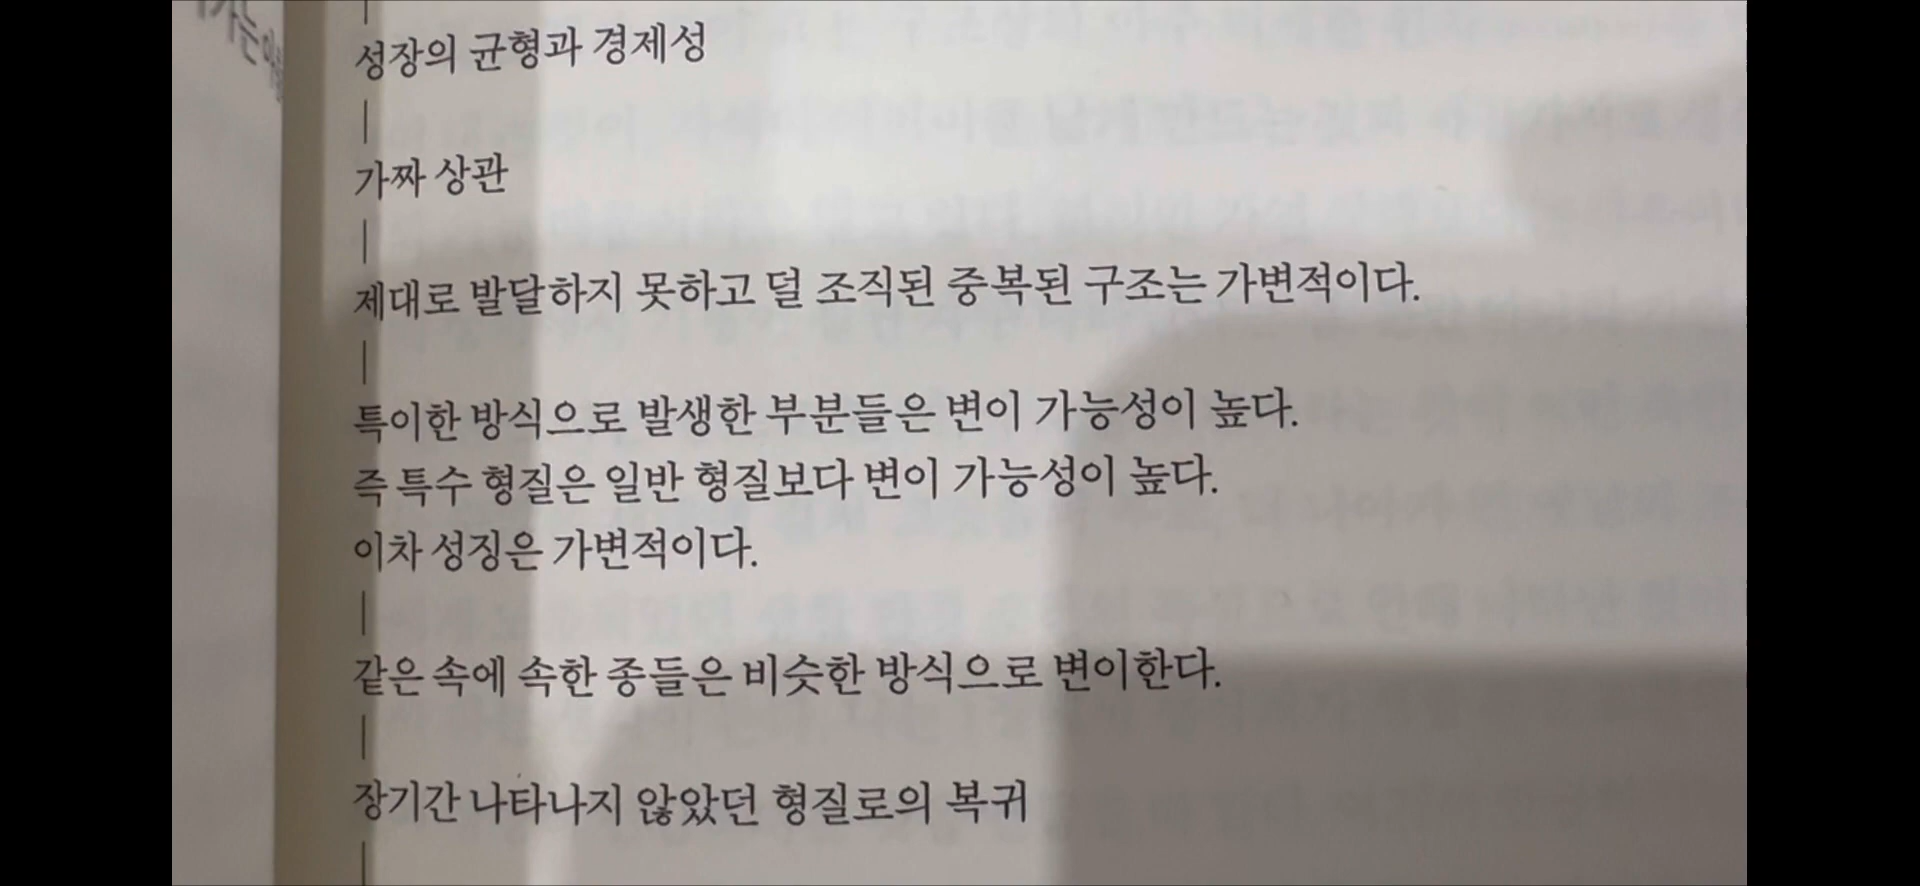 성장의 균형과 경제성
가짜 상관
제대로 발달하지 못하고 덜 조직된 중복된 구조는 가변적이다.
특이한 방식으로 발생한 부분들은 변이 가능성이 높다.
즉 특수 형질은 일반 형질보다 변이 가능성이 높다.
이차 성징은 가변적이다.
같은 속에 속한 종들은 비슷한 방식으로 변이한다.
장기간 나타나지 않았던 형질로의 복귀